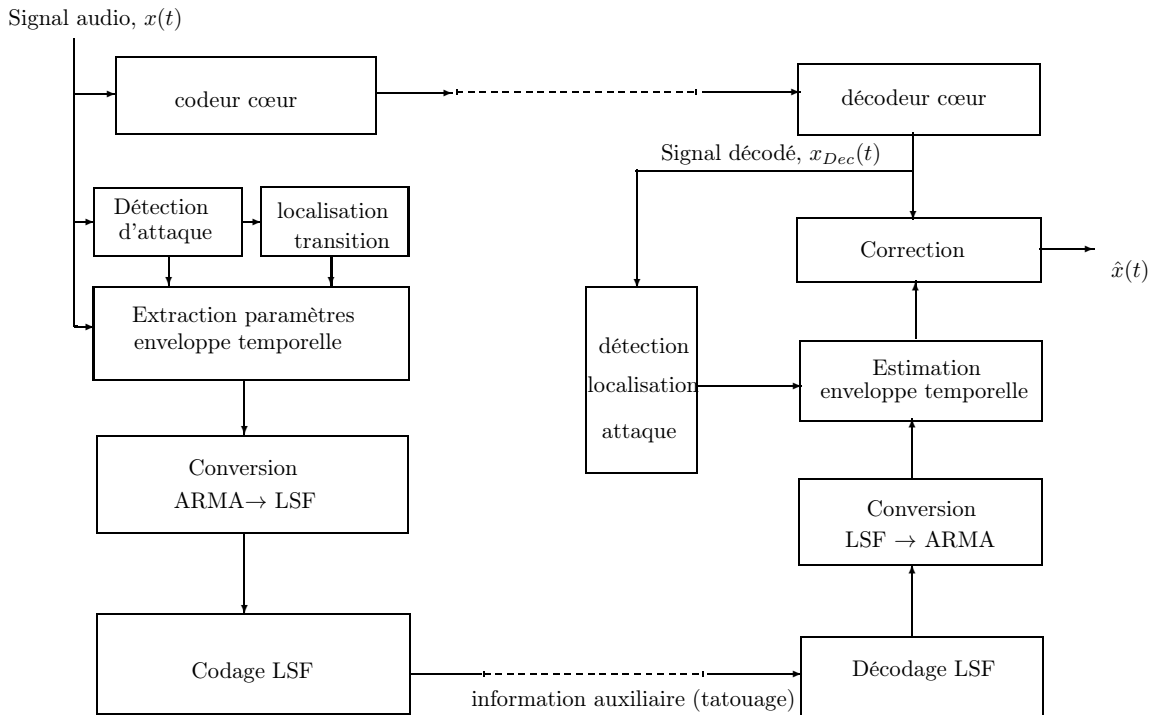 Signal audio, x(t)
codeur cœur
décodeur cœur
Signal décodé, x_{Dec}(t)
Détection
d'attaque
localisation
transition
Correction
x̂(t)
Extraction paramètres
enveloppe temporelle
détection
localisation
attaque
Estimation
enveloppe temporelle
Conversion
ARMA→ LSF
Conversion
LSF → ARMA
Codage LSF
Décodage LSF
information auxiliaire (tatouage)